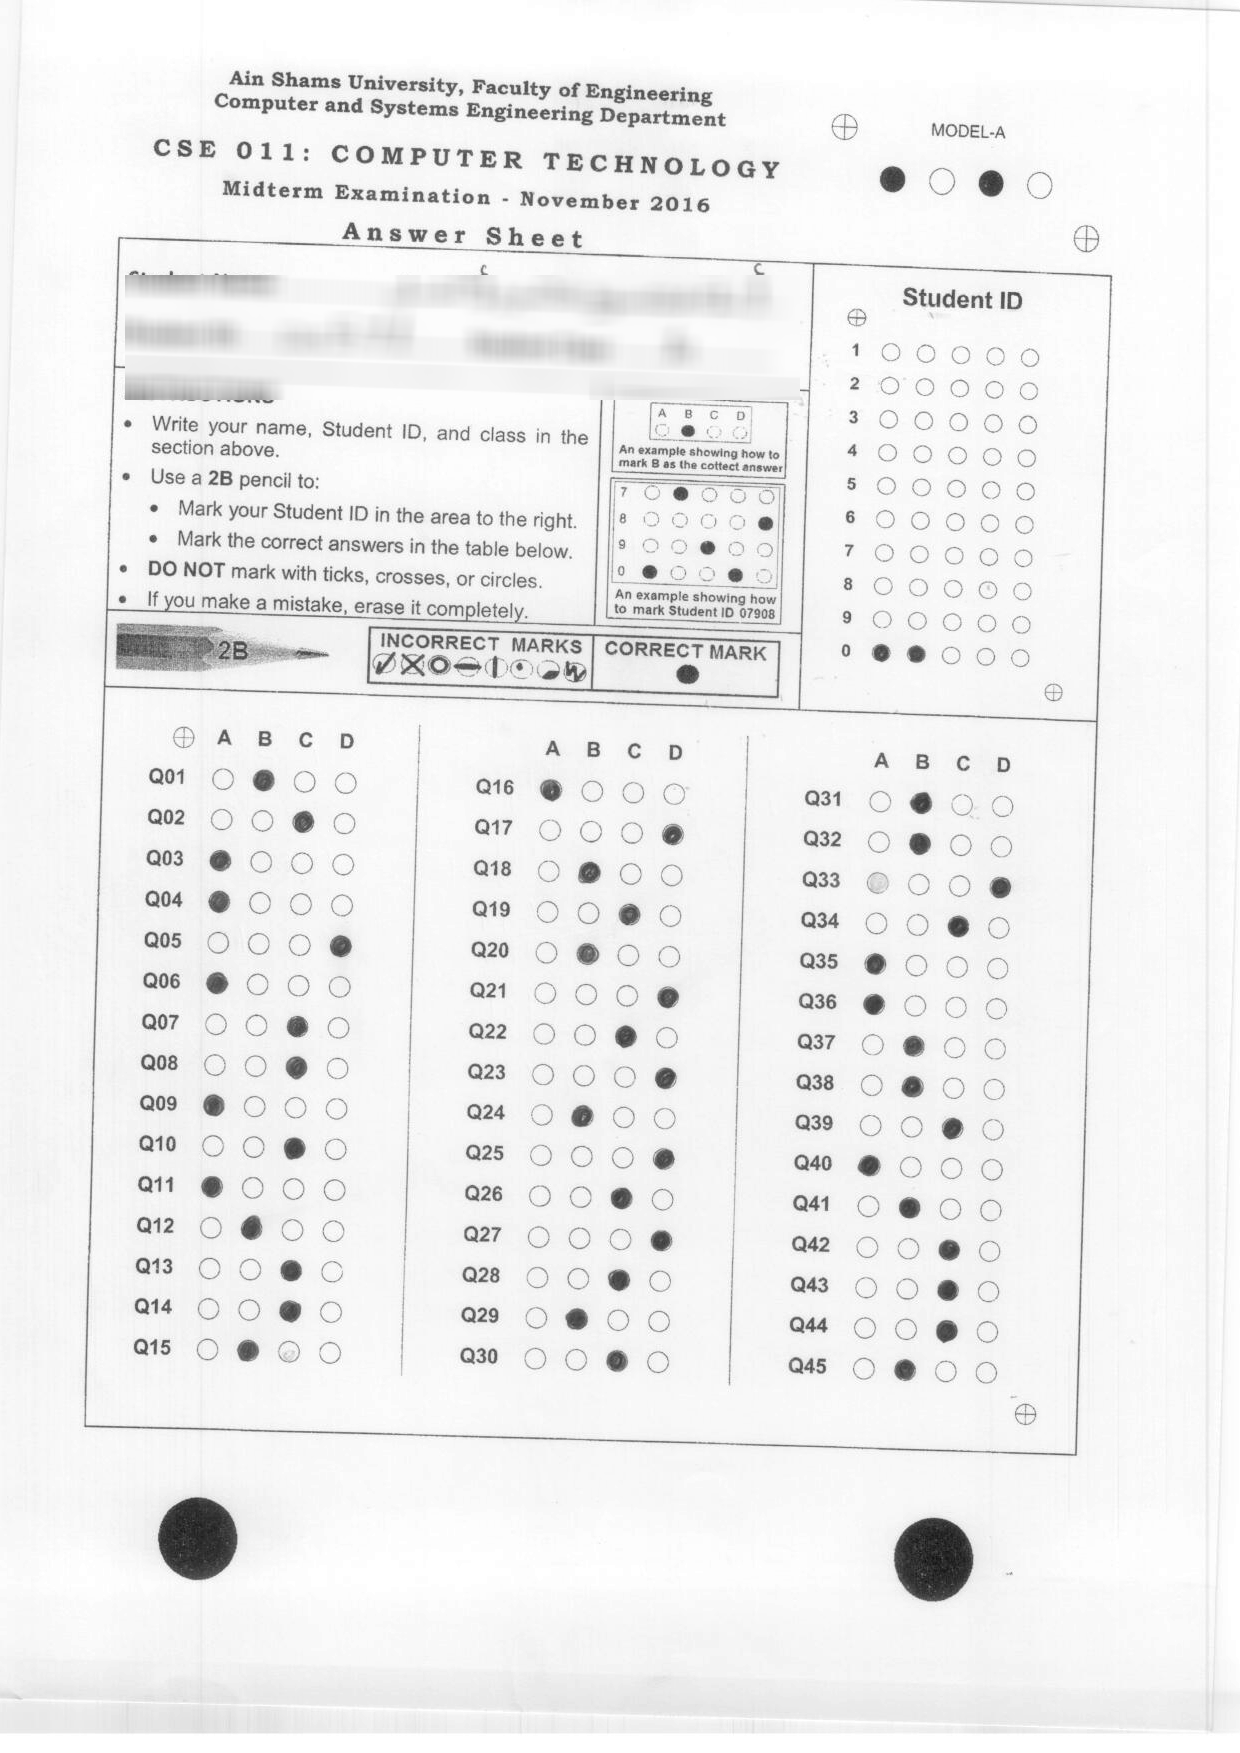 Ain Shams University, Faculty of Engineering
Computer and Systems Engineering Department
CSE 011: COMPUTER TECHNOLOGY
Midterm Examination - November 2016
Answer Sheet
MODEL-A
Student ID
1
2
3
4
5
6
7
8
9
0
• Write your name, Student ID, and class in the
section above.
• Use a 2B pencil to:
• Mark your Student ID in the area to the right.
• Mark the correct answers in the table below.
• DO NOT mark with ticks, crosses, or circles.
• If you make a mistake, erase it completely.
A B C D
An example showing how to
mark B as the cottect answer
7
8
9
0
An example showing how
to mark Student ID 07908
2B
INCORRECT MARKS
CORRECT MARK
A B C D
Q01
Q02
Q03
Q04
Q05
Q06
Q07
Q08
Q09
Q10
Q11
Q12
Q13
Q14
Q15
A B C D
Q16
Q17
Q18
Q19
Q20
Q21
Q22
Q23
Q24
Q25
Q26
Q27
Q28
Q29
Q30
A B C D
Q31
Q32
Q33
Q34
Q35
Q36
Q37
Q38
Q39
Q40
Q41
Q42
Q43
Q44
Q45